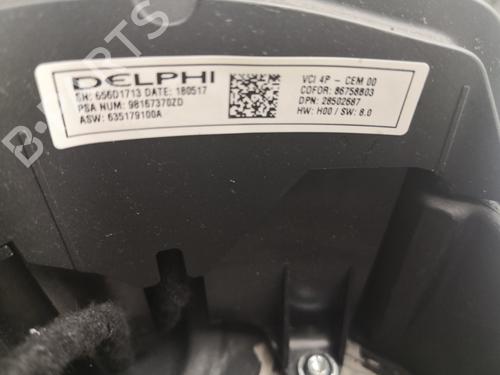 DELPHI
SN: 656D1713 DATE: 180517
PSA NUM: 98167370ZD
ASW: 635179100A
VCI 4P - CEM 00
COFOR: 86758803
DPN: 28502687
HW: H00 / SW: 8.0
B-PARTS